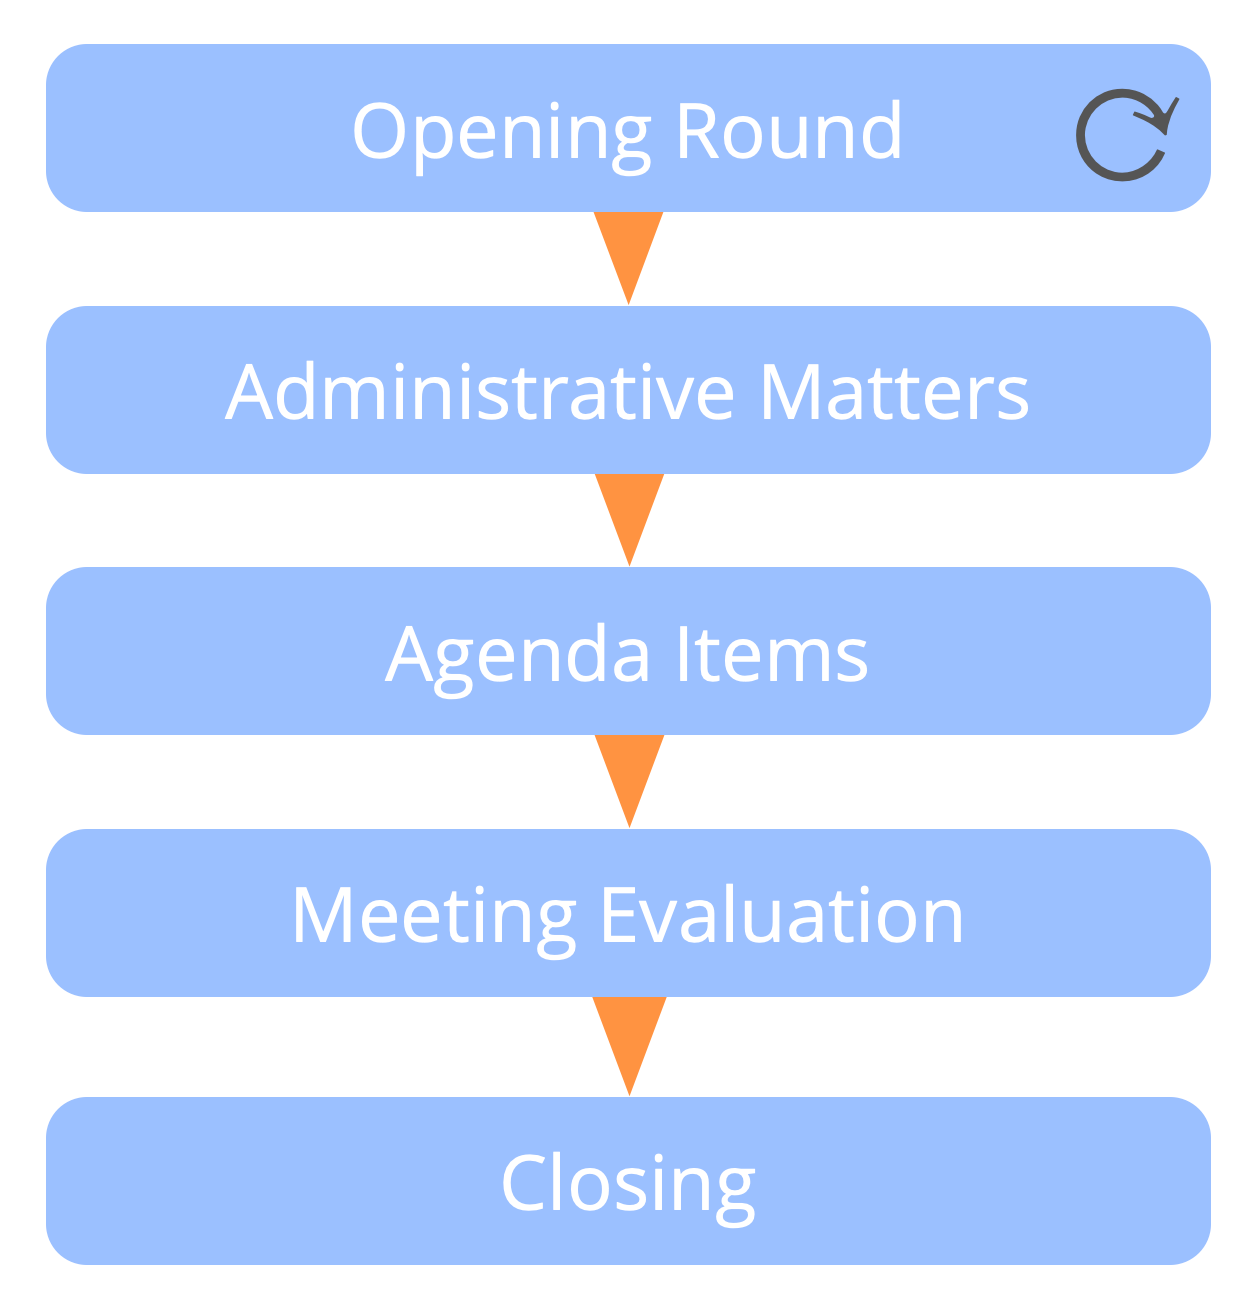 Opening Round
Administrative Matters
Agenda Items
Meeting Evaluation
Closing